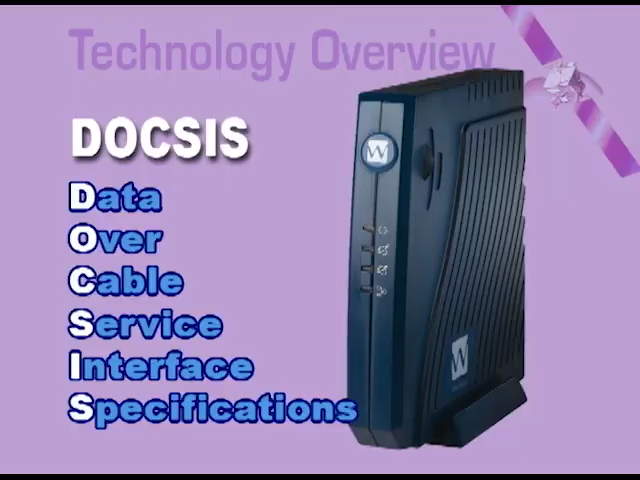 Technology Overview
DOCSIS
Data
Over
Cable
Service
Interface
Specifications
W
W